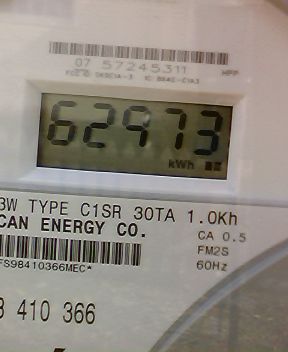 07 57245311
62973
kWh
3W TYPE C1SR 30TA 1.0Kh
CAN ENERGY CO.
CA 0.5
FM2S
60Hz
FS98410366MEC*
410 366